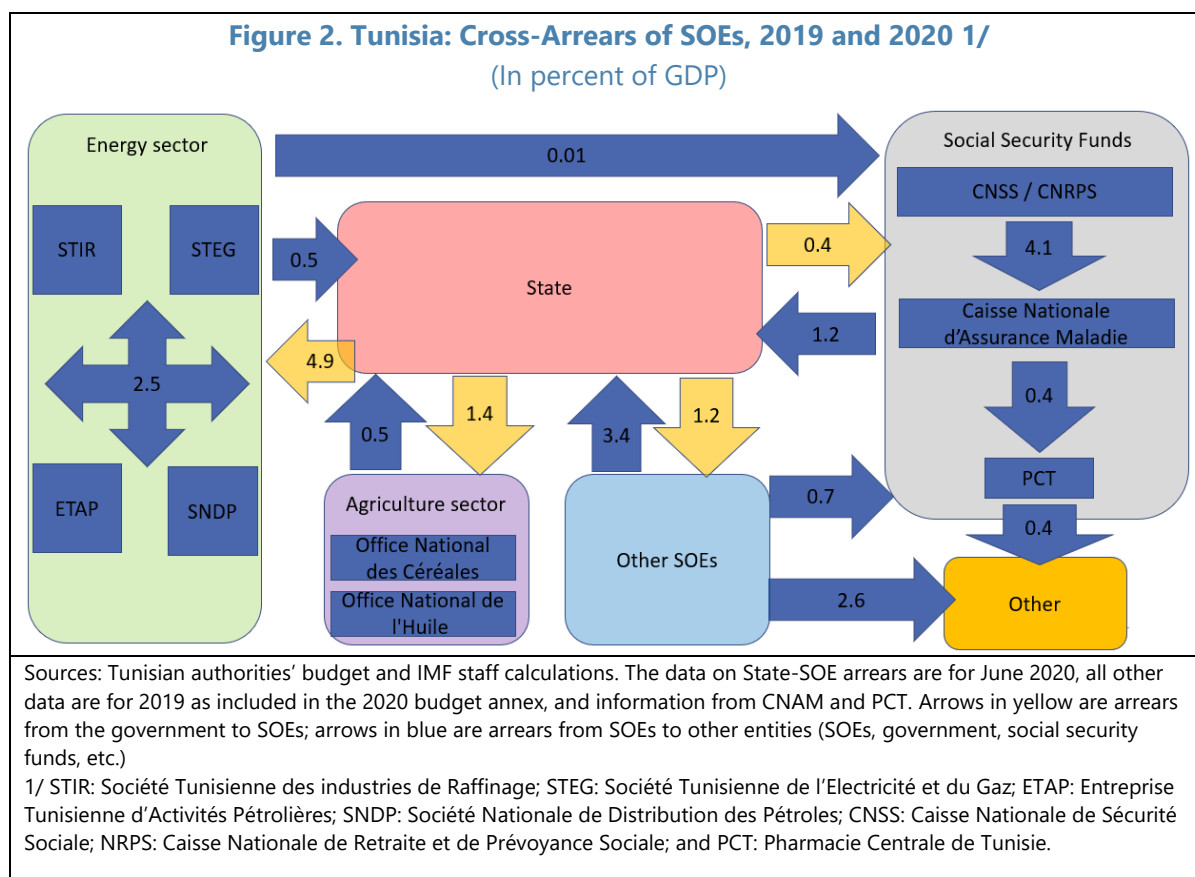 Figure 2. Tunisia: Cross-Arrears of SOEs, 2019 and 2020 1/
(In percent of GDP)
Energy sector
0.01
Social Security Funds
CNSS / CNRPS
STIR
STEG
0.5
State
0.4
4.1
Caisse Nationale
d’Assurance Maladie
1.2
4.9
2.5
0.5
1.4
3.4
1.2
0.4
ETAP
SNDP
Agriculture sector
Office National
des Céréales
Office National de
l'Huile
Other SOEs
0.7
PCT
0.4
2.6
Other
Sources: Tunisian authorities’ budget and IMF staff calculations. The data on State-SOE arrears are for June 2020, all other
data are for 2019 as included in the 2020 budget annex, and information from CNAM and PCT. Arrows in yellow are arrears
from the government to SOEs; arrows in blue are arrears from SOEs to other entities (SOEs, government, social security
funds, etc.)
1/ STIR: Société Tunisienne des industries de Raffinage; STEG: Société Tunisienne de l’Electricité et du Gaz; ETAP: Entreprise
Tunisienne d’Activités Pétrolières; SNDP: Société Nationale de Distribution des Pétroles; CNSS: Caisse Nationale de Sécurité
Sociale; NRPS: Caisse Nationale de Retraite et de Prévoyance Sociale; and PCT: Pharmacie Centrale de Tunisie.